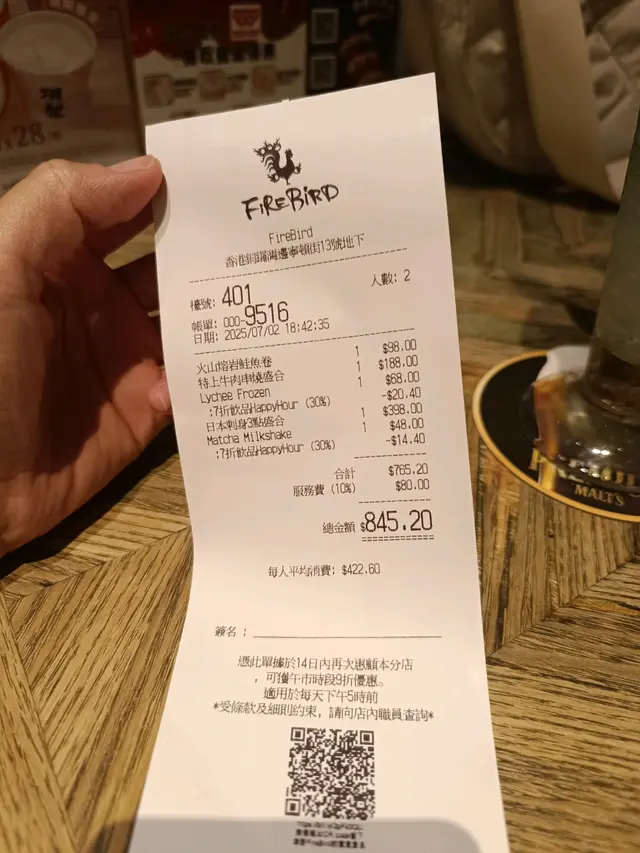 28
FIREBIRD
FireBird
香港銅鑼灣邊寧頓街13號地下
檯號: 401
人數: 2
帳單: 000-9516
日期: 2025/07/02 18:42:35
火山熔岩鮭魚卷 1 $98.00
特上牛肉串燒盛合 1 $188.00
Lychee Frozen 1 $68.00
:7折飲品HappyHour (30%) -$20.40
日本刺身3點盛合 1 $398.00
Matcha Milkshake 1 $48.00
:7折飲品HappyHour (30%) -$14.40
合計 $765.20
服務費 (10%) $80.00
總金額 $845.20
每人平均消費: $422.60
簽名 :
憑此單據於14日內再次惠顧本分店
, 可獲午市時段9折優惠。
適用於每天下午5時前
*受條款及細則約束, 請向店內職員查詢*
MALT'S